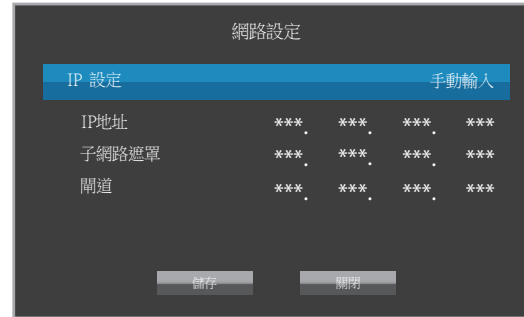 網路設定
IP 設定 手動輸入
IP地址 ***. ***. ***. ***
子網路遮罩 ***. ***. ***. ***
閘道 ***. ***. ***. ***
儲存 關閉